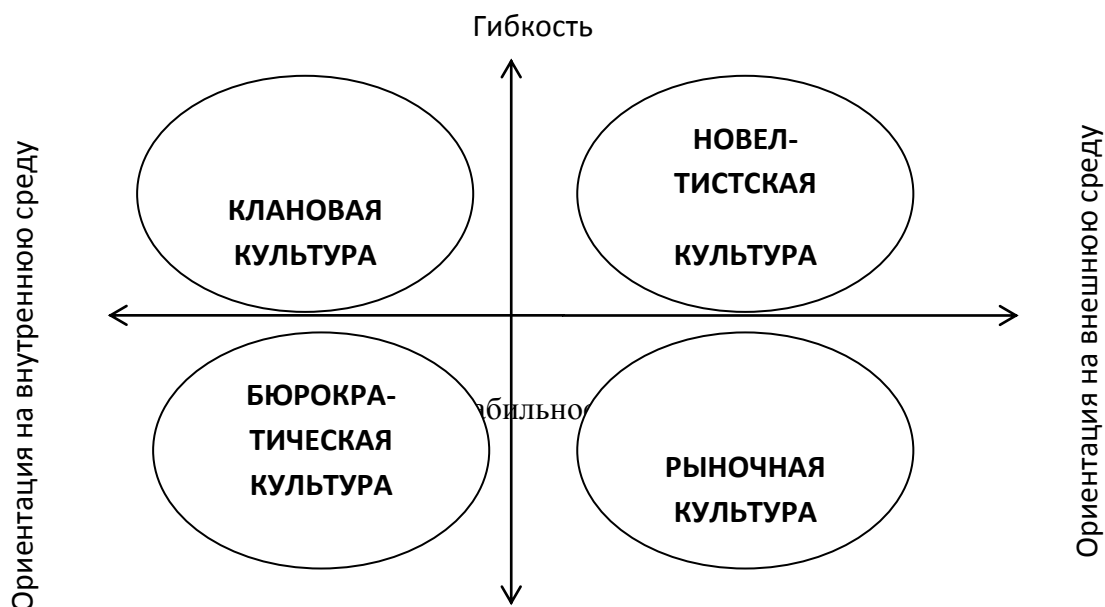 Гибкость
Ориентация на внутреннюю среду
КЛАНОВАЯ
КУЛЬТУРА
НОВЕЛ-
ТИСТСКАЯ
КУЛЬТУРА
Ориентация на внешнюю среду
БЮРОКРА-
ТИЧЕСКАЯ
КУЛЬТУРА
РЫНОЧНАЯ
КУЛЬТУРА